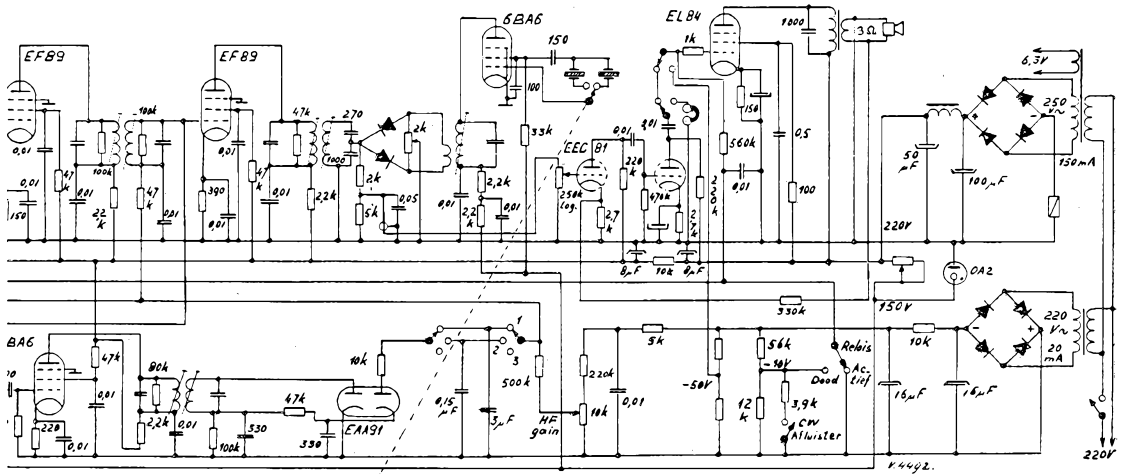 EF89
EF89
6BA6
EL84
150
100
1k
1000
3Ω
6,3V
250
V~
150mA
0,01
47
k
100k
100k
0,01
47k
270
1000
2k
33k
EEC 81
0,01
0,01
150
560k
0,5
50
µF
100µF
0,01
150
0,01
22
k
47
k
0,01
390
0,01
47
k
0,01
2,2k
2k
5k
0,05
0,01
2,2k
2,2
k
0,01
250k
log.
220
k
470k
2,7
k
2,7
k
220k
0,01
100
220V
8µF
10k
8µF
OA2
330k
150V
BA6
47k
80k
0,01
220
0,01
2,2k
0,01
100k
330
47k
330
EAA91
10k
0,15
µF
3µF
1
2
3
500k
HF
gain
220k
10k
0,01
5k
-50V
56k
-10V
12
k
3,9k
CW
Afluister
Dood
Relais
Ac-
tief
10k
16µF
16µF
220
V~
20
mA
220V
V.4492.